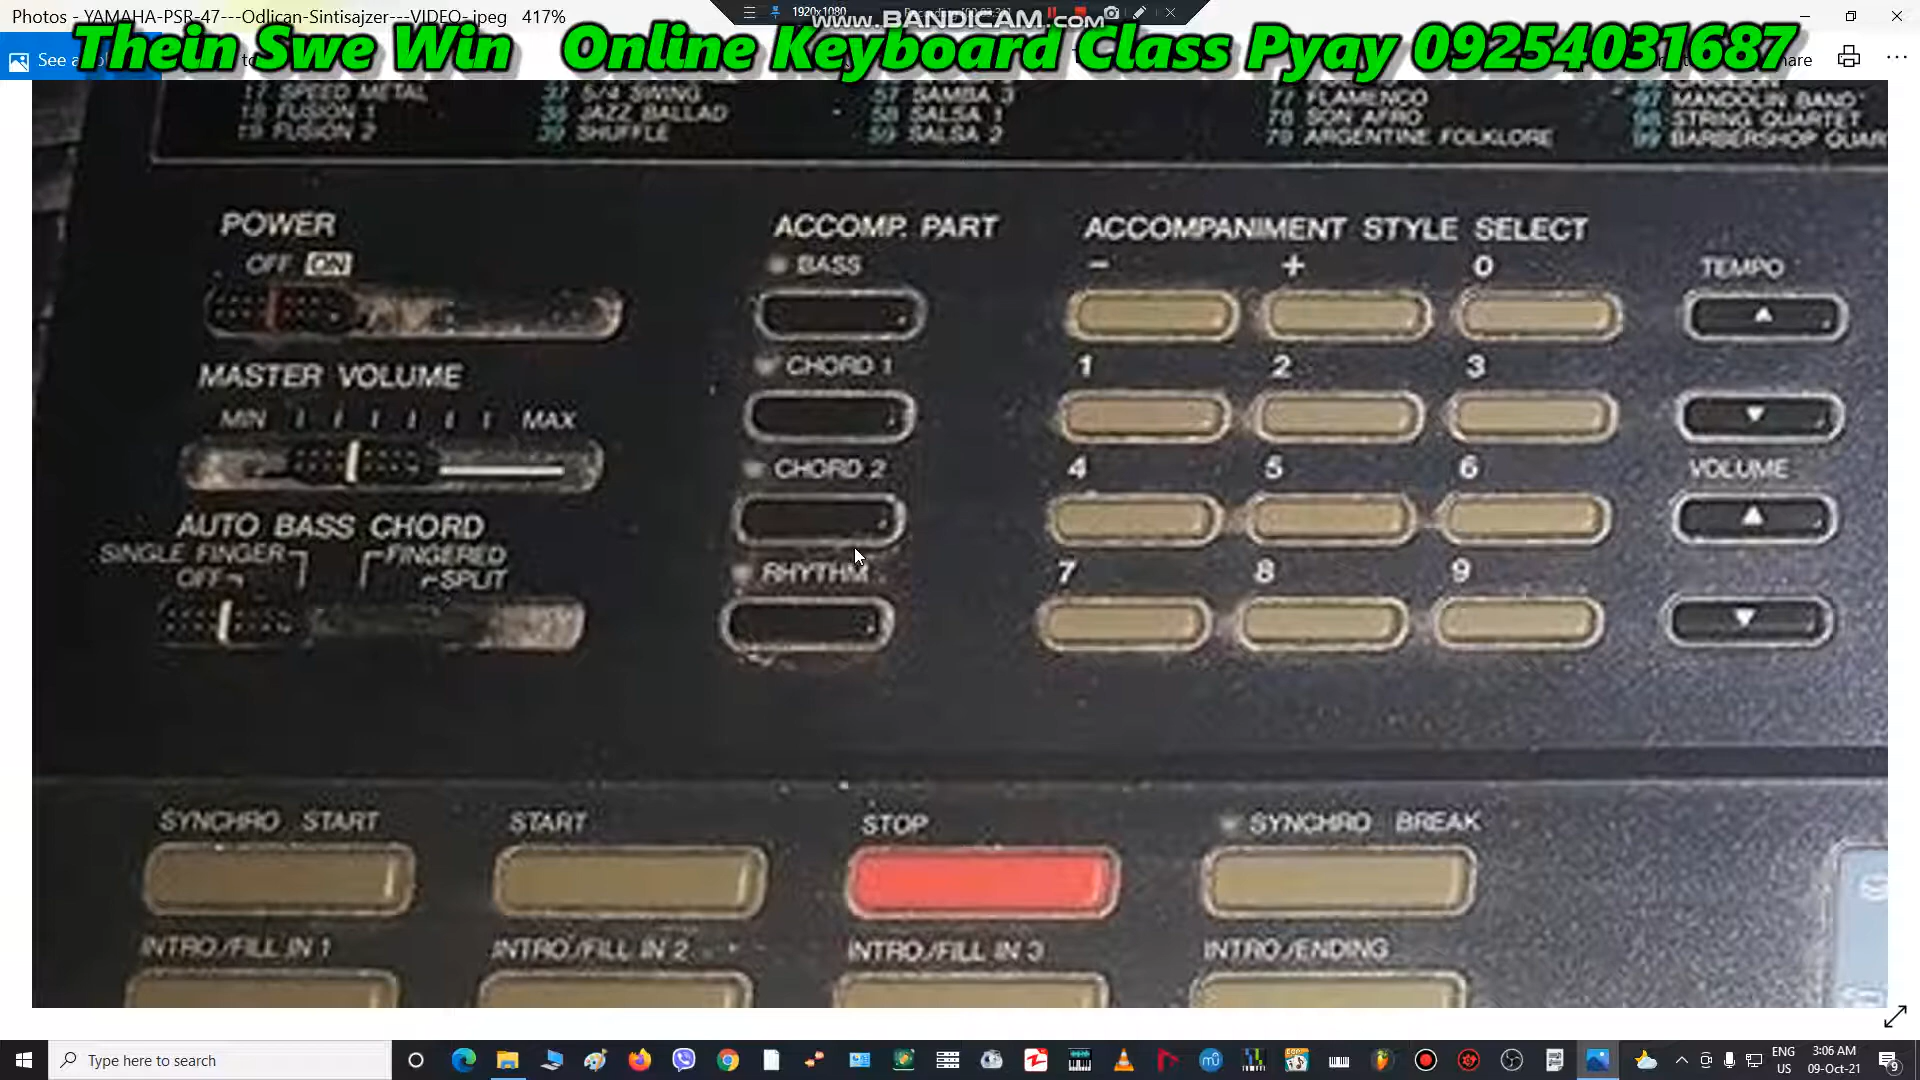 Photos - YAMAHA-PSR-47---Odlican-Sintisajzer---VIDEO-.jpeg 417%
1920x1080
www.BANDICAM.com
Thein Swe Win Online Keyboard Class Pyay 09254031687
See a
17 SPEED METAL
18 FUSION 1
19 FUSION 2
37 5/4 SWING
38 JAZZ BALLAD
39 SHUFFLE
57 SAMBA 3
58 SALSA 1
59 SALSA 2
77 FLAMENCO
78 SON AFRO
79 ARGENTINE FOLKLORE
97 MANDOLIN BAND
98 STRING QUARTET
99 BARBERSHOP QUAR
POWER
OFF ON
MASTER VOLUME
MIN MAX
AUTO BASS CHORD
SINGLE FINGER FINGERED
OFF SPLIT
ACCOMP. PART
BASS
CHORD 1
CHORD 2
RHYTHM
ACCOMPANIMENT STYLE SELECT
- + 0
1 2 3
4 5 6
7 8 9
TEMPO
VOLUME
SYNCHRO START START STOP SYNCHRO BREAK
INTRO/FILL IN 1 INTRO/FILL IN 2 INTRO/FILL IN 3 INTRO/ENDING
Type here to search
ENG
US
3:06 AM
09-Oct-21
9